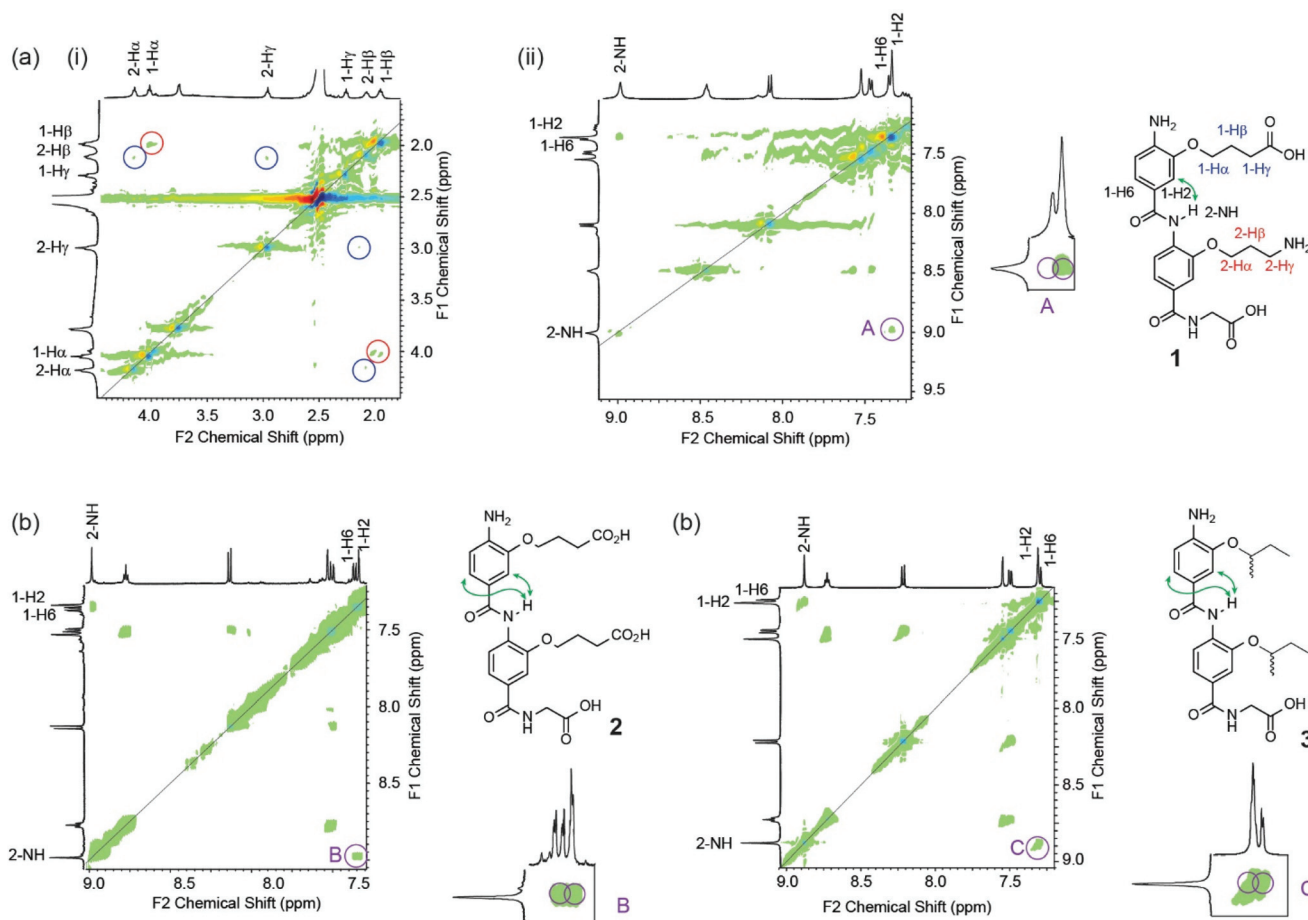 (a)
(i)
2-Hα
1-Hα
2-Hγ
1-Hγ
2-Hβ
1-Hβ
1-Hβ
2-Hβ
1-Hγ
2-Hγ
1-Hα
2-Hα
2.0
2.5
3.0
3.5
4.0
F1 Chemical Shift (ppm)
4.0 3.5 3.0 2.5 2.0
F2 Chemical Shift (ppm)
(ii)
2-NH
1-H6
1-H2
1-H2
1-H6
2-NH
A
7.5
8.0
8.5
9.0
9.5
F1 Chemical Shift (ppm)
9.0 8.5 8.0 7.5
F2 Chemical Shift (ppm)
A
NH2
1-Hβ
O
O
OH
1-Hα 1-Hγ
1-H6
1-H2
O
N
H
2-NH
2-Hβ
O
NH2
2-Hα 2-Hγ
O
N
H
OH
O
1
(b)
2-NH
1-H6
1-H2
1-H2
1-H6
2-NH
B
7.5
8.0
8.5
9.0
F1 Chemical Shift (ppm)
9.0 8.5 8.0 7.5
F2 Chemical Shift (ppm)
NH2
O
CO2H
H
O
N
O
CO2H
O
N
H
OH
O
2
B
(b)
2-NH
1-H2
1-H6
1-H6
1-H2
2-NH
C
7.5
8.0
8.5
9.0
F1 Chemical Shift (ppm)
9.0 8.5 8.0 7.5
F2 Chemical Shift (ppm)
NH2
O
H
O
N
O
O
N
H
OH
O
3
C